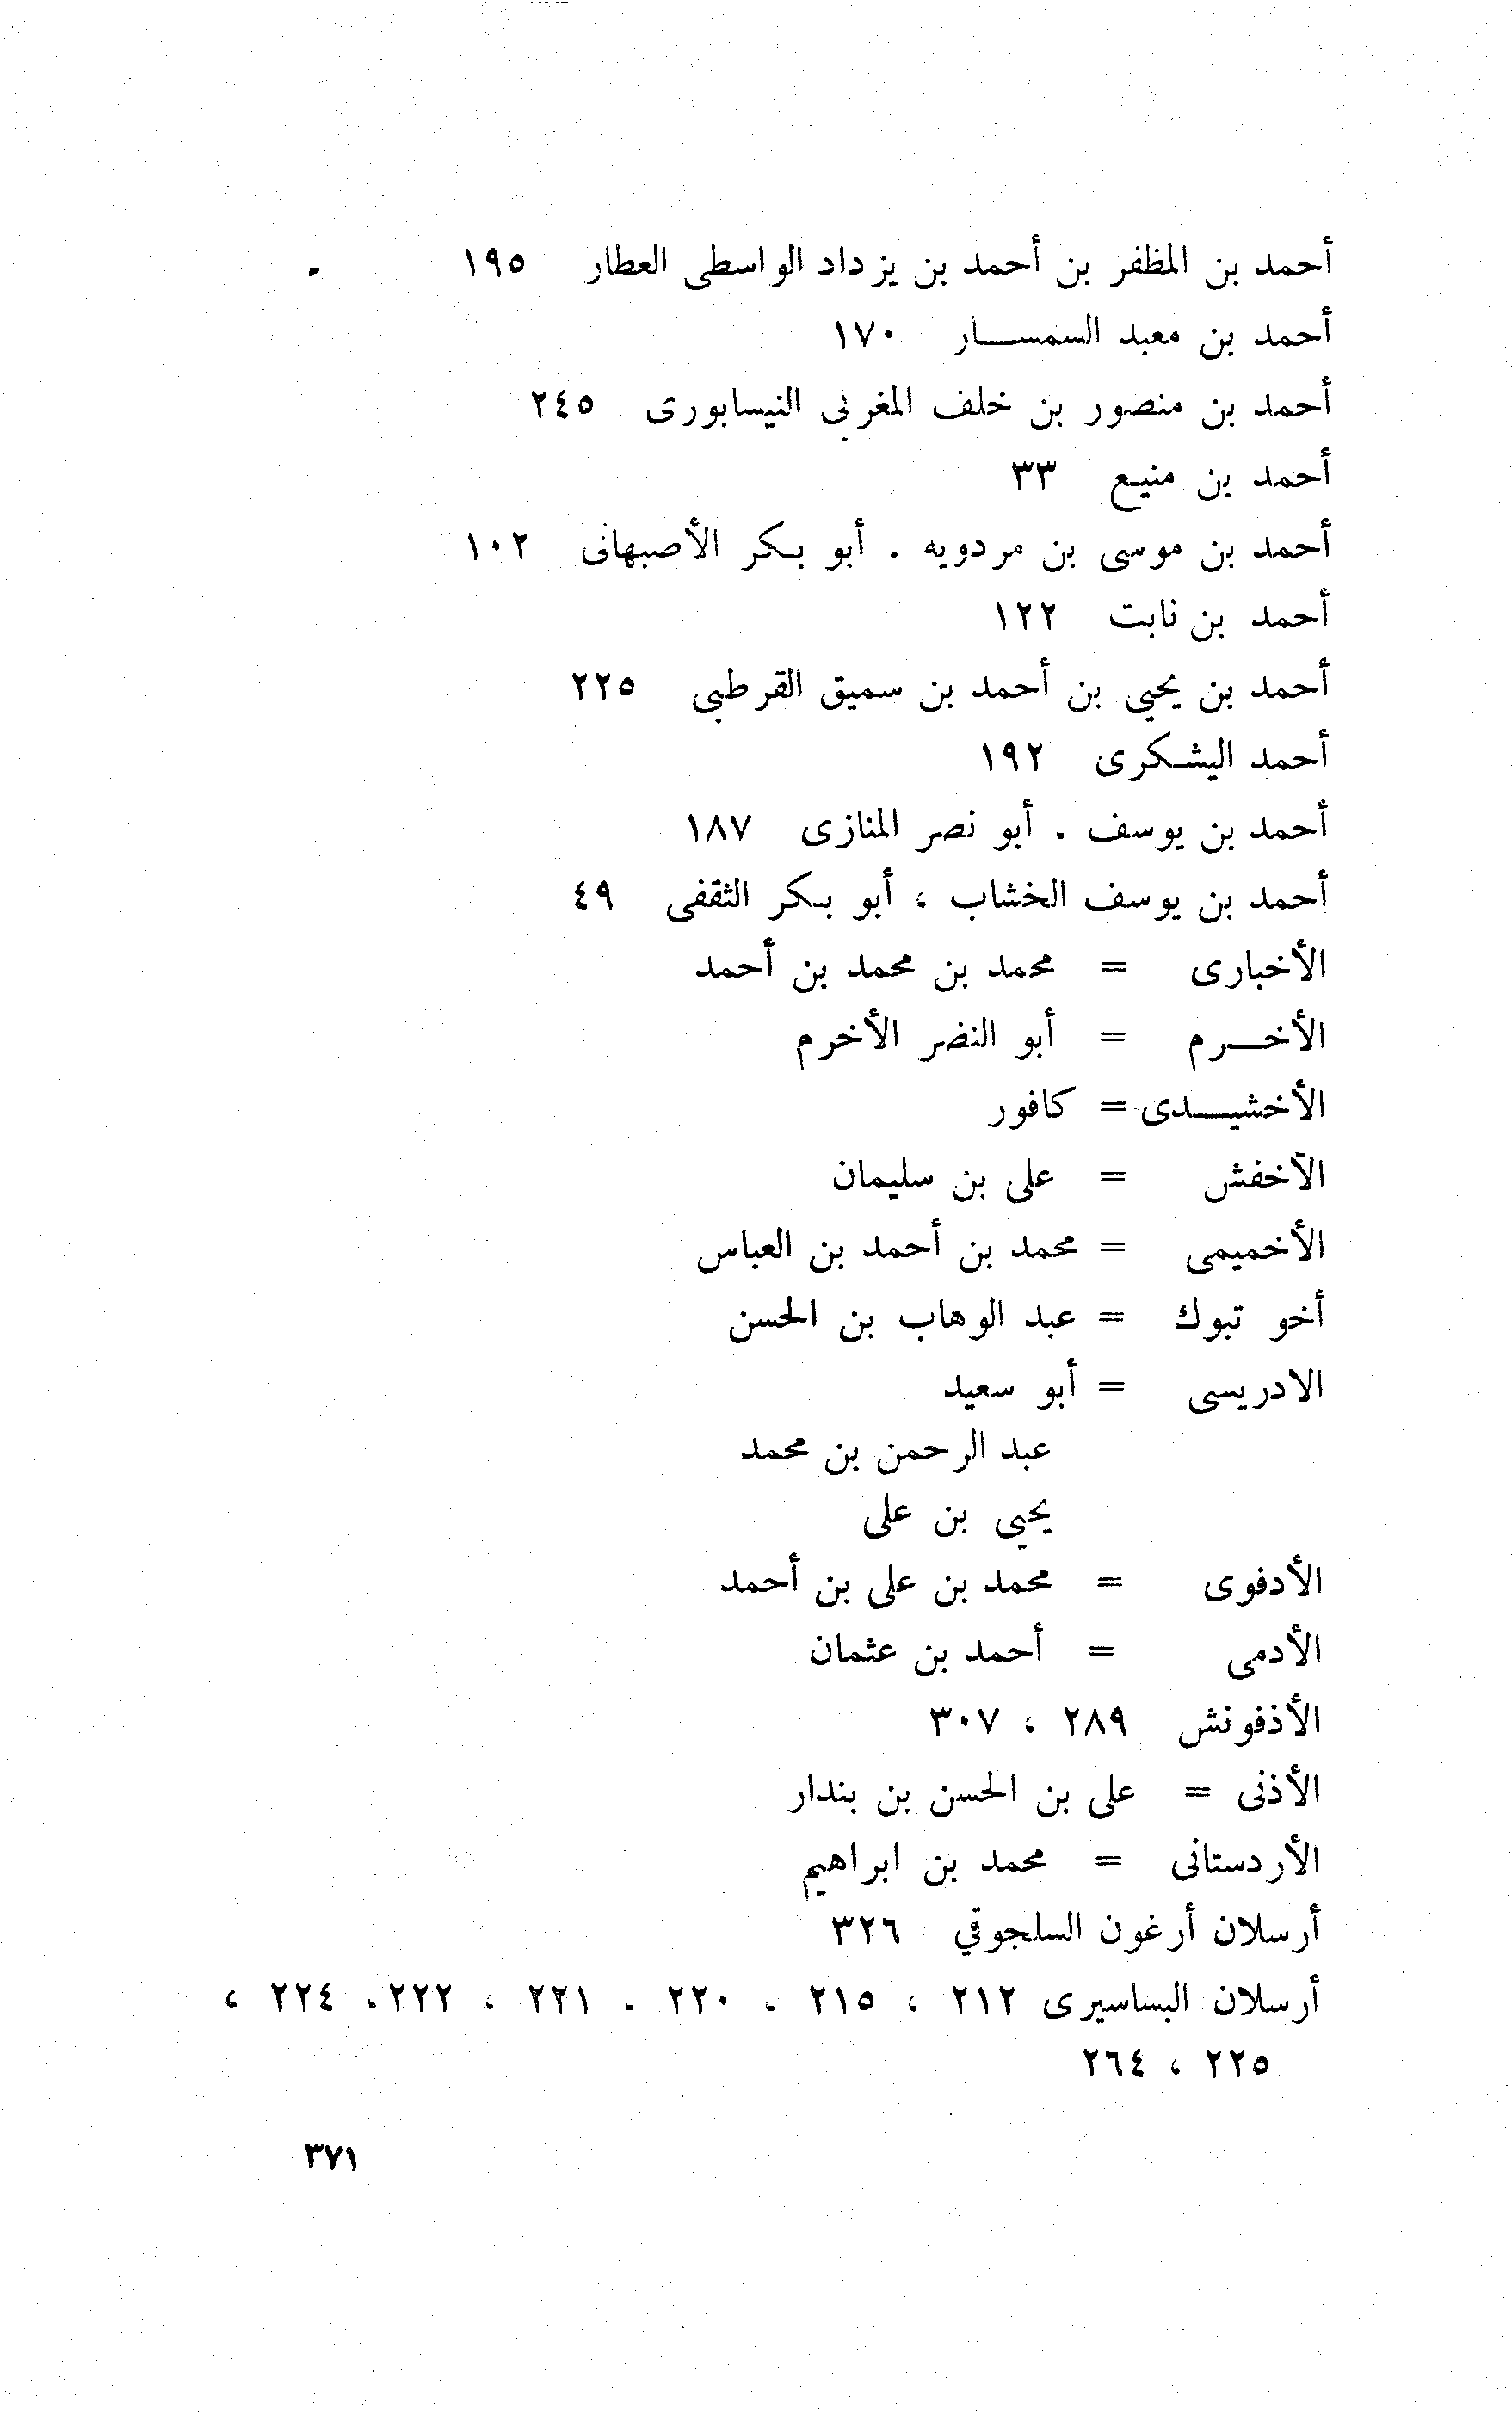 أحمد بن المظفر بن أحمد بن يزداد الواسطى العطار ١٩٥
أحمد بن معبد السمسار ١٧٠
أحمد بن منصور بن خلف المغربى النيسابورى ٢٤٥
أحمد بن منيع ٣٣
أحمد بن موسى بن مردويه . أبو بكر الأصبهانى ١٠٢
أحمد بن نابت ١٢٢
أحمد بن يحيى بن أحمد بن سميق القرطبى ٢٢٥
أحمد اليشكرى ١٩٢
أحمد بن يوسف ، أبو نصر المنازى ١٨٧
أحمد بن يوسف الخشاب ، أبو بكر الثقفى ٤٩
الأخبارى = محمد بن محمد بن أحمد
الأخرم = أبو النضر الأخرم
الأخشيدى = كافور
الآخفش = على بن سليمان
الأخميمى = محمد بن أحمد بن العباس
أخو تبوك = عبد الوهاب بن الحسن
الادريسى = أبو سعيد
عبد الرحمن بن محمد
يحيى بن على
الأدفوى = محمد بن على بن أحمد
الأدمى = أحمد بن عثمان
الأذفونش ٢٨٩ ، ٣٠٧
الأذنى = على بن الحسن بن بندار
الأردستانى = محمد بن ابراهيم
أرسلان أرغون السلجوقي ٣٢٦
أرسلان البساسيرى ٢١٢ ، ٢١٥ . ٢٢٠ . ٢٢١ ، ٢٢٢، ٢٢٤ ،
٢٢٥ ، ٢٦٤
٣٧١